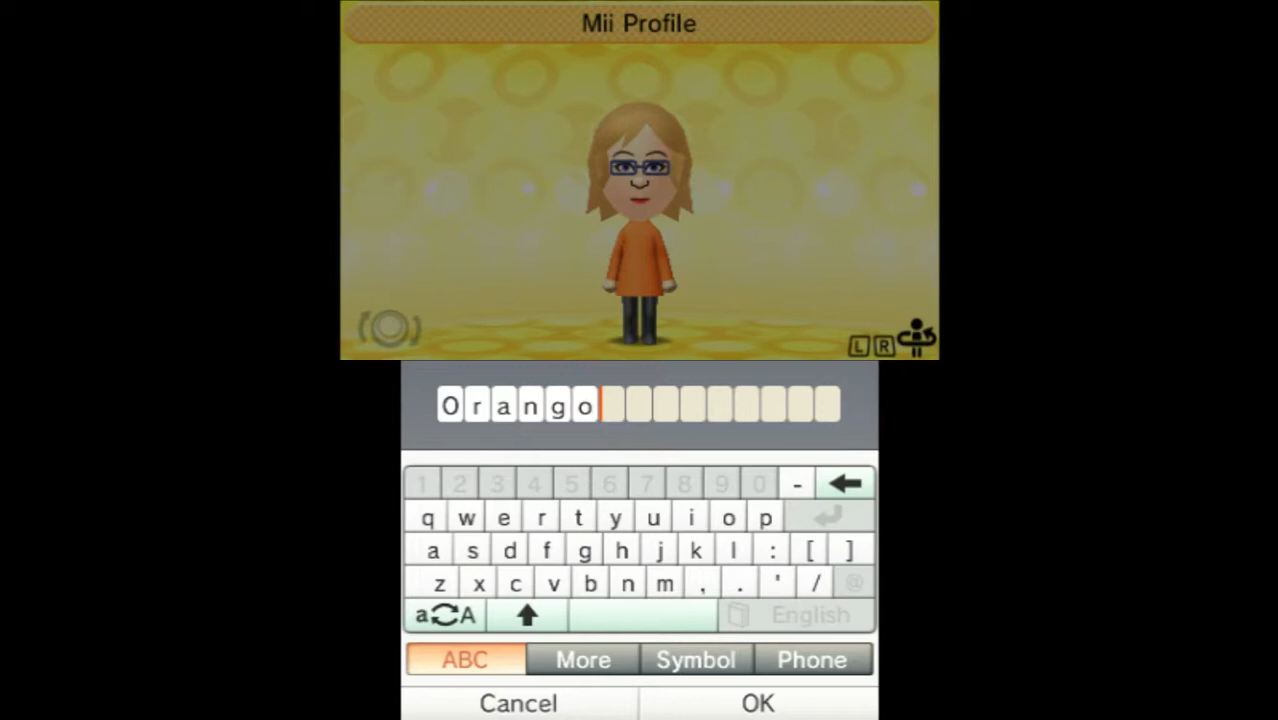 Mii Profile
L R
Orango
1 2 3 4 5 6 7 8 9 0 -
q w e r t y u i o p
a s d f g h j k l : [ ]
z x c v b n m , . ' / @
a A English
ABC More Symbol Phone
Cancel OK